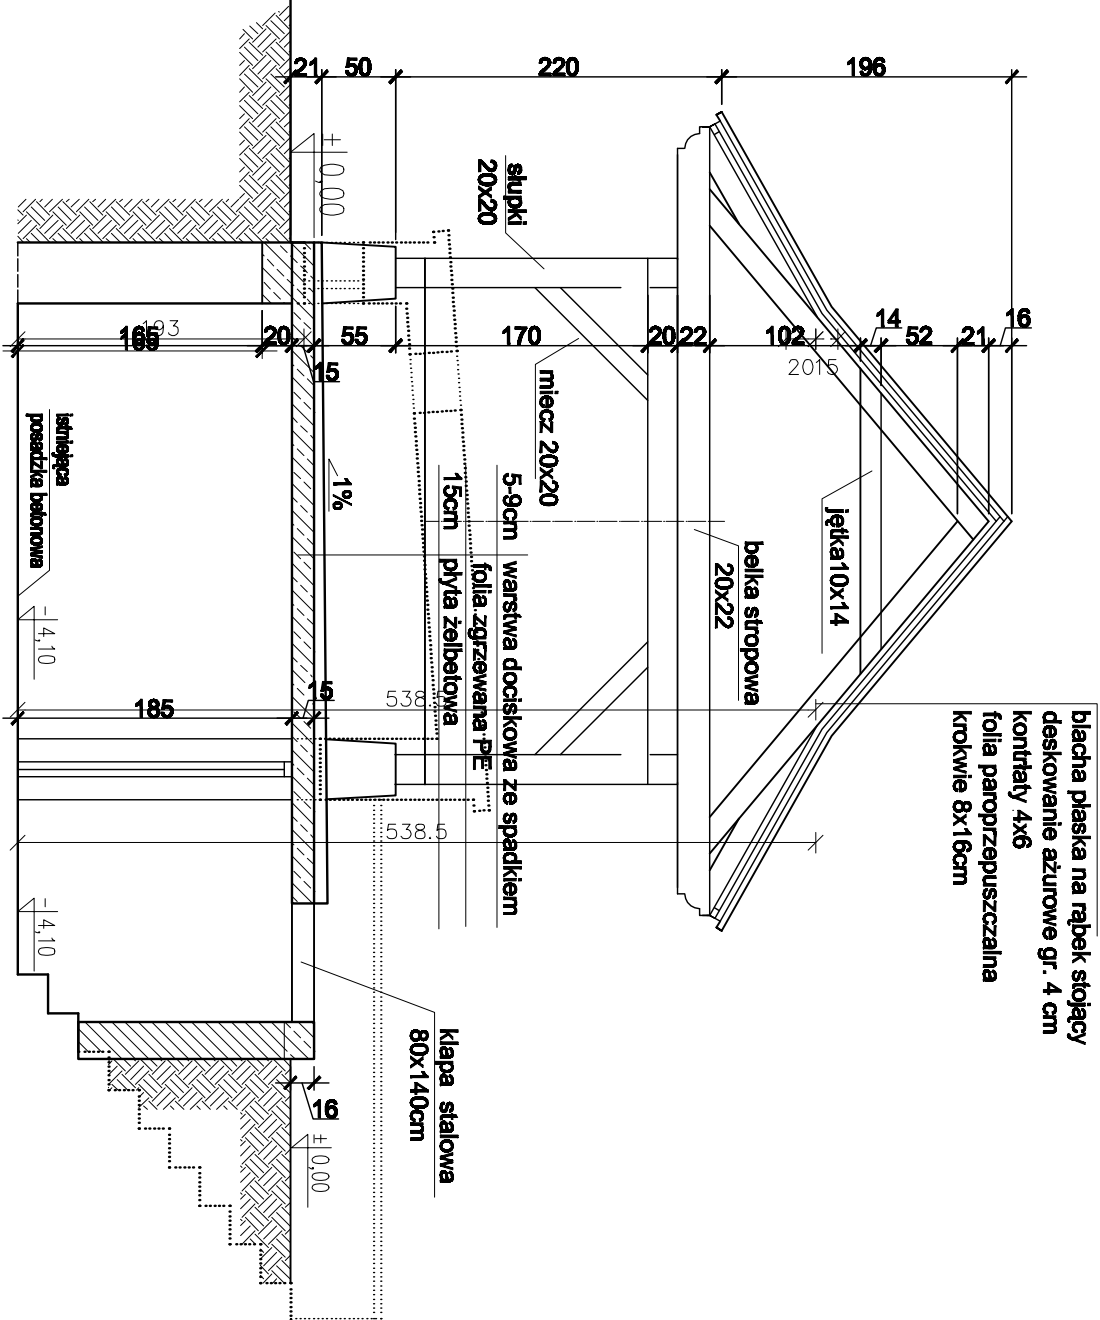 blacha płaska na rąbek stojący
deskowanie ażurowe gr. 4 cm
kontrłaty 4x6
folia paroprzepuszczalna
krokwie 8x16cm
196
220
50
21
16
21
52
14
102
2015
22
20
170
55
15
20
165
193
jętka10x14
belka stropowa
20x22
słupki
20x20
miecz 20x20
5-9cm warstwa dociskowa ze spadkiem
folia zgrzewana PE
15cm płyta żelbetowa
1%
± 0,00
istniejąca
posadzka betonowa
- 4,10
538.5
15
185
538.5
- 4,10
klapa stalowa
80x140cm
16
± 0,00